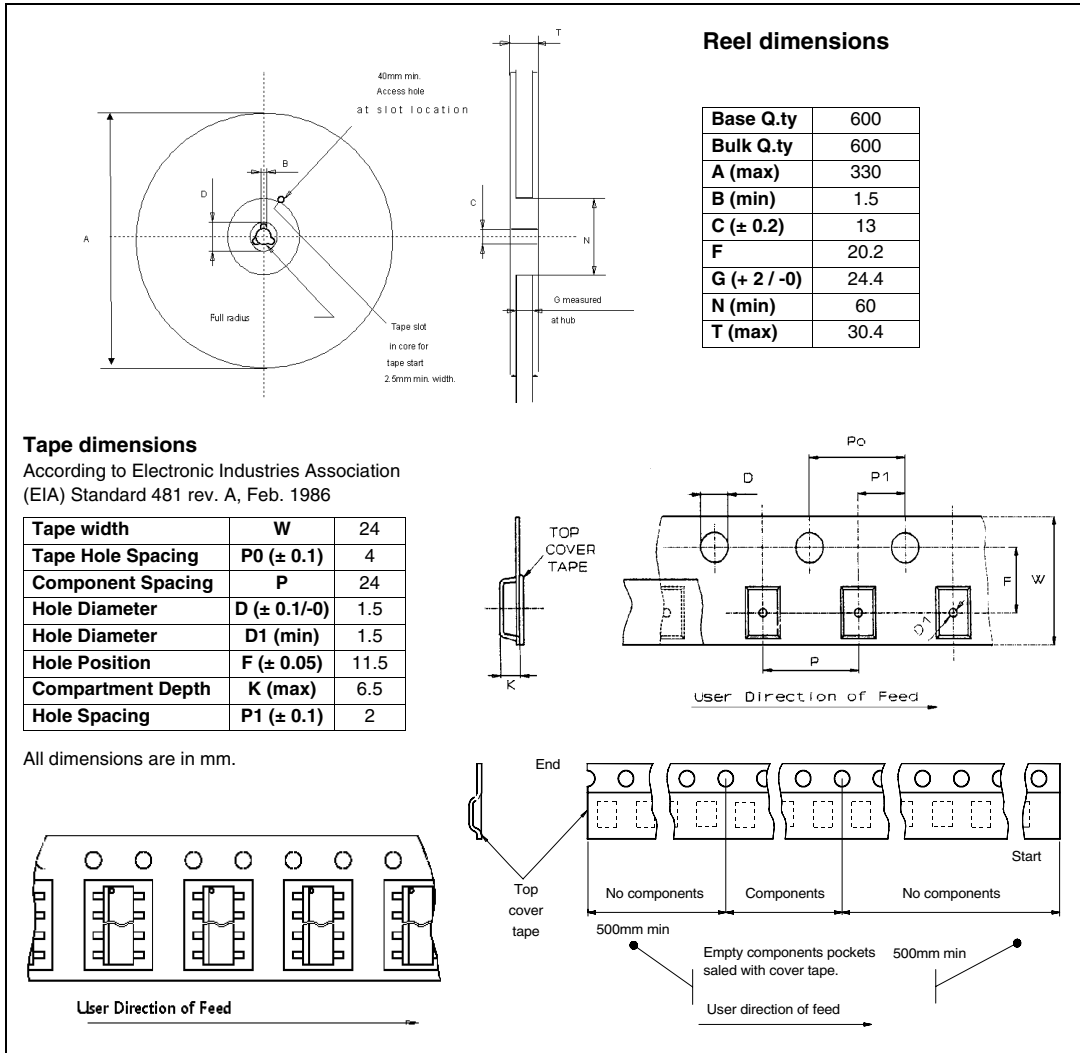 Reel dimensions
T
40mm min.
Access hole
at slot location
B
D
C
A
N
G measured
at hub
Full radius
Tape slot
in core for
tape start
2.5mm min. width.
Base Q.ty 600
Bulk Q.ty 600
A (max) 330
B (min) 1.5
C (± 0.2) 13
F 20.2
G (+ 2 / -0) 24.4
N (min) 60
T (max) 30.4
Tape dimensions
According to Electronic Industries Association
(EIA) Standard 481 rev. A, Feb. 1986
Tape width W 24
Tape Hole Spacing P0 (± 0.1) 4
Component Spacing P 24
Hole Diameter D (± 0.1/-0) 1.5
Hole Diameter D1 (min) 1.5
Hole Position F (± 0.05) 11.5
Compartment Depth K (max) 6.5
Hole Spacing P1 (± 0.1) 2
All dimensions are in mm.
Po
D
P1
TOP
COVER
TAPE
F
W
D1
K
P
User Direction of Feed
End
Start
Top
cover
tape
No components
Components
No components
500mm min
Empty components pockets
saled with cover tape.
500mm min
User direction of feed
User Direction of Feed